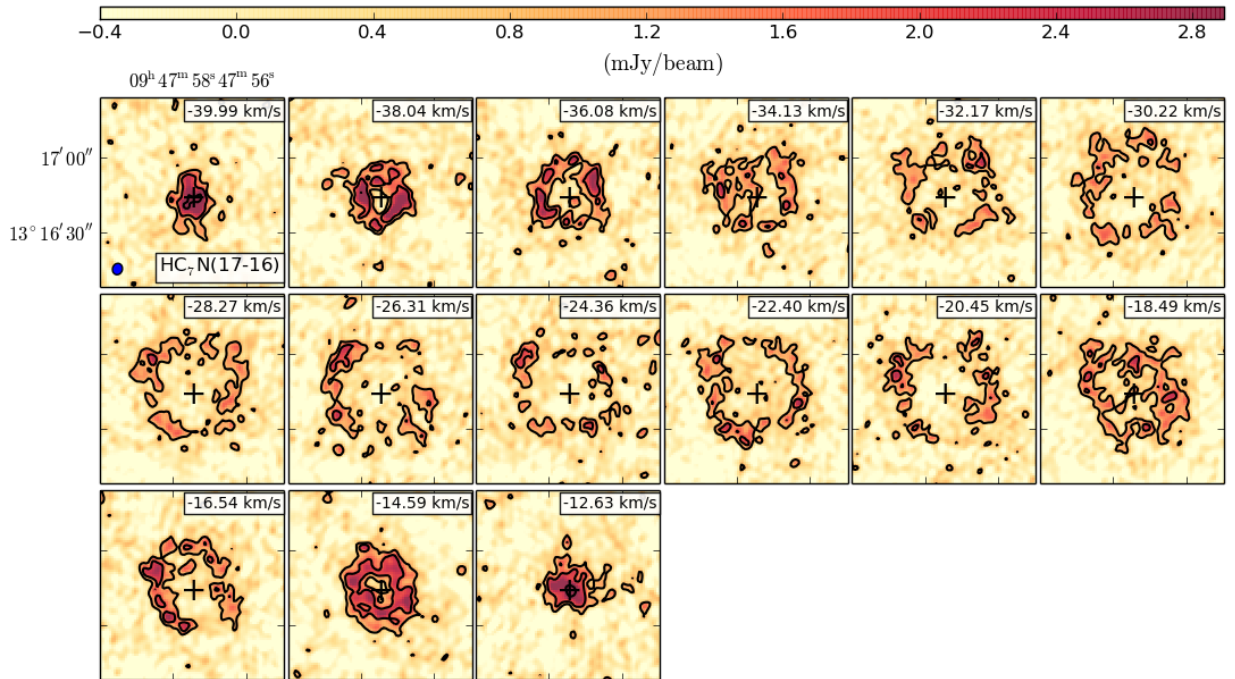 −0.4 0.0 0.4 0.8 1.2 1.6 2.0 2.4 2.8
(mJy/beam)
09ʰ 47ᵐ 58ˢ 47ᵐ 56ˢ
-39.99 km/s -38.04 km/s -36.08 km/s -34.13 km/s -32.17 km/s -30.22 km/s
17′ 00″
13° 16′ 30″
HC₇N(17-16)
-28.27 km/s -26.31 km/s -24.36 km/s -22.40 km/s -20.45 km/s -18.49 km/s
-16.54 km/s -14.59 km/s -12.63 km/s